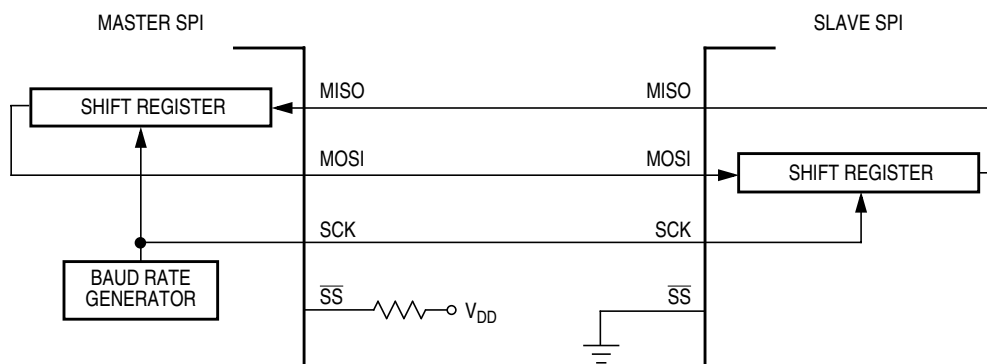 MASTER SPI
SLAVE SPI
SHIFT REGISTER
MISO
MISO
MOSI
MOSI
SHIFT REGISTER
SCK
SCK
BAUD RATE
GENERATOR
SS
VDD
SS